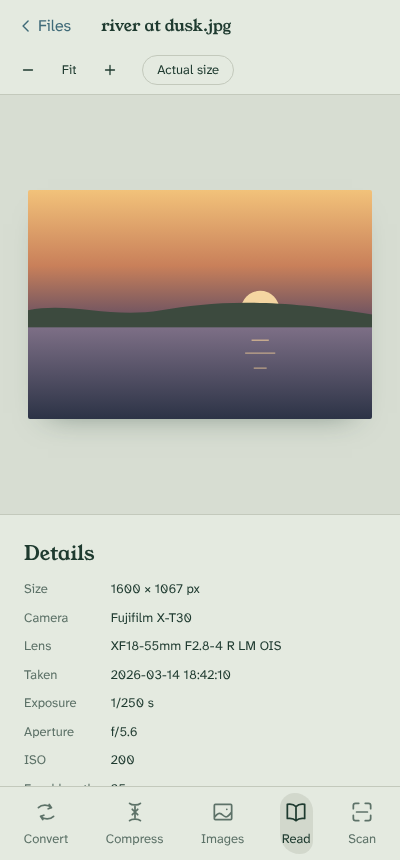 Files
river at dusk.jpg
Fit
Actual size
Details
Size 1600 × 1067 px
Camera Fujifilm X-T30
Lens XF18-55mm F2.8-4 R LM OIS
Taken 2026-03-14 18:42:10
Exposure 1/250 s
Aperture f/5.6
ISO 200
Convert Compress Images Read Scan